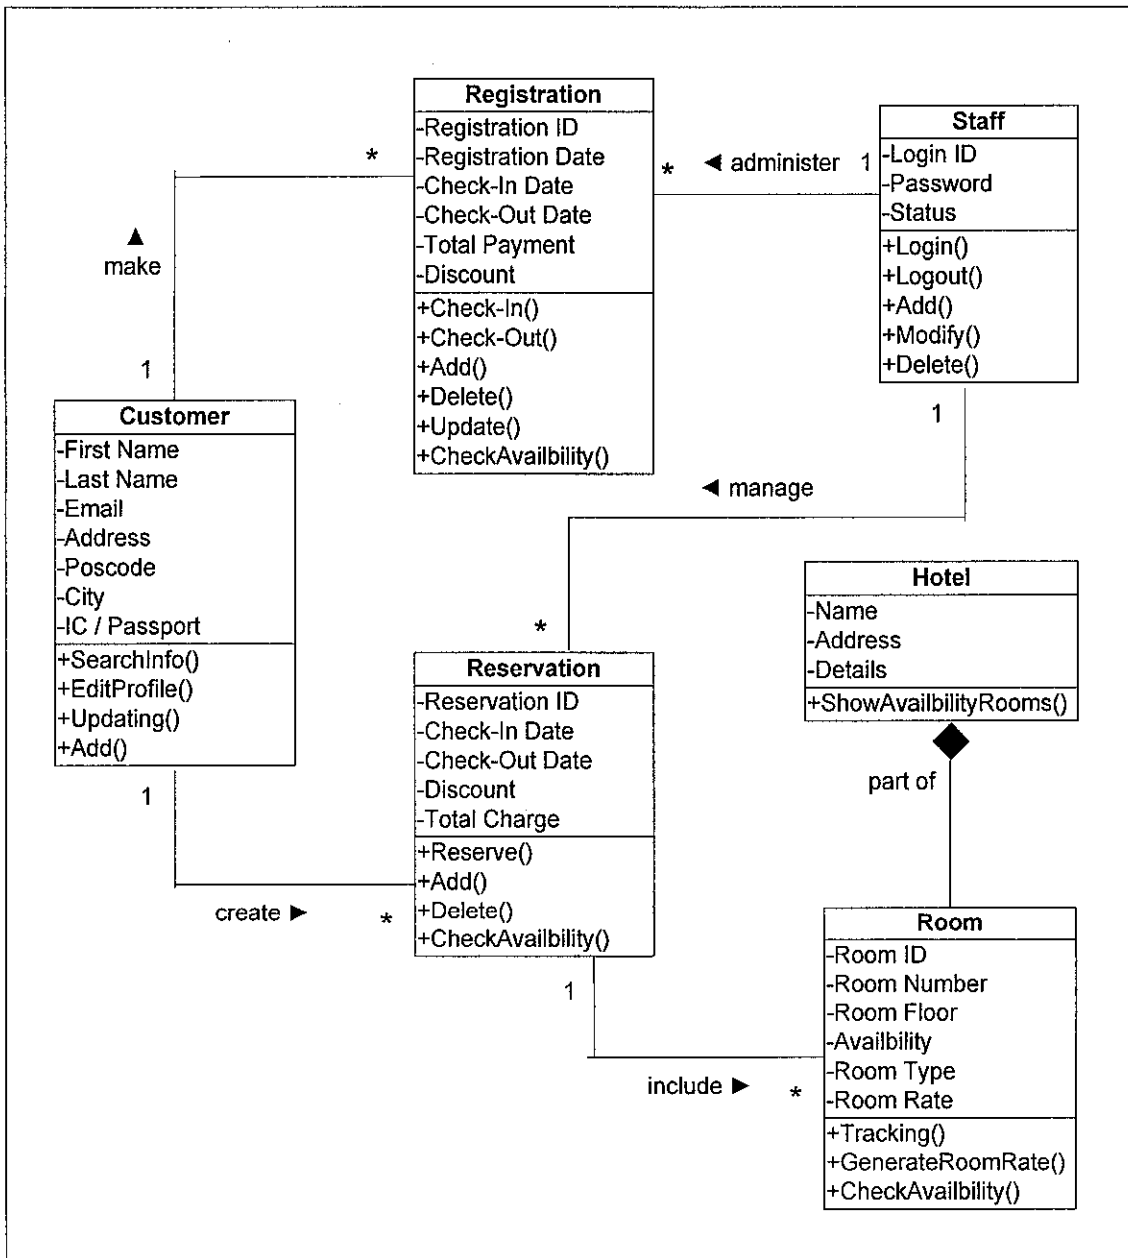 Registration
-Registration ID
-Registration Date
-Check-In Date
-Check-Out Date
-Total Payment
-Discount
+Check-In()
+Check-Out()
+Add()
+Delete()
+Update()
+CheckAvailbility()
Staff
-Login ID
-Password
-Status
+Login()
+Logout()
+Add()
+Modify()
+Delete()
*
* ◄ administer 1
▲
make
1
1
Customer
-First Name
-Last Name
-Email
-Address
-Poscode
-City
-IC / Passport
+SearchInfo()
+EditProfile()
+Updating()
+Add()
◄ manage
*
Hotel
-Name
-Address
-Details
+ShowAvailbilityRooms()
Reservation
-Reservation ID
-Check-In Date
-Check-Out Date
-Discount
-Total Charge
+Reserve()
+Add()
+Delete()
+CheckAvailbility()
part of
1
create ►
*
1
include ►
*
Room
-Room ID
-Room Number
-Room Floor
-Availbility
-Room Type
-Room Rate
+Tracking()
+GenerateRoomRate()
+CheckAvailbility()